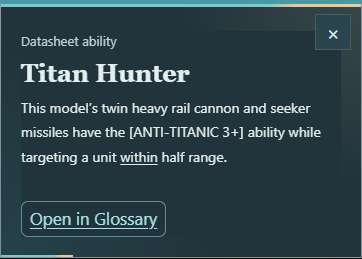 Datasheet ability
×
Titan Hunter
This model's twin heavy rail cannon and seeker
missiles have the [ANTI-TITANIC 3+] ability while
targeting a unit within half range.
Open in Glossary